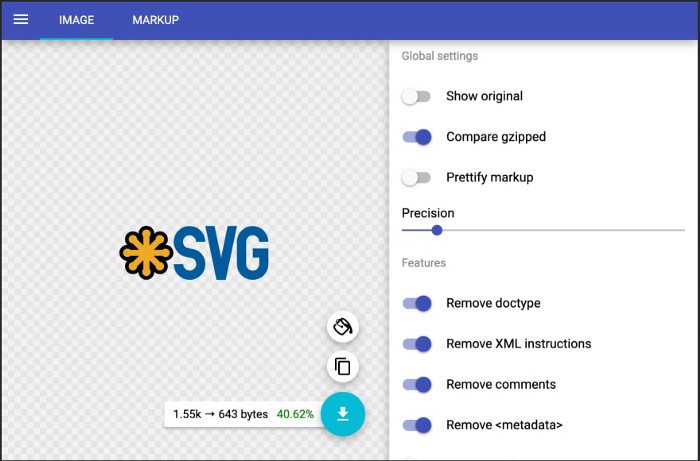 IMAGE
MARKUP
SVG
1.55k → 643 bytes 40.62%
Global settings
Show original
Compare gzipped
Prettify markup
Precision
Features
Remove doctype
Remove XML instructions
Remove comments
Remove <metadata>